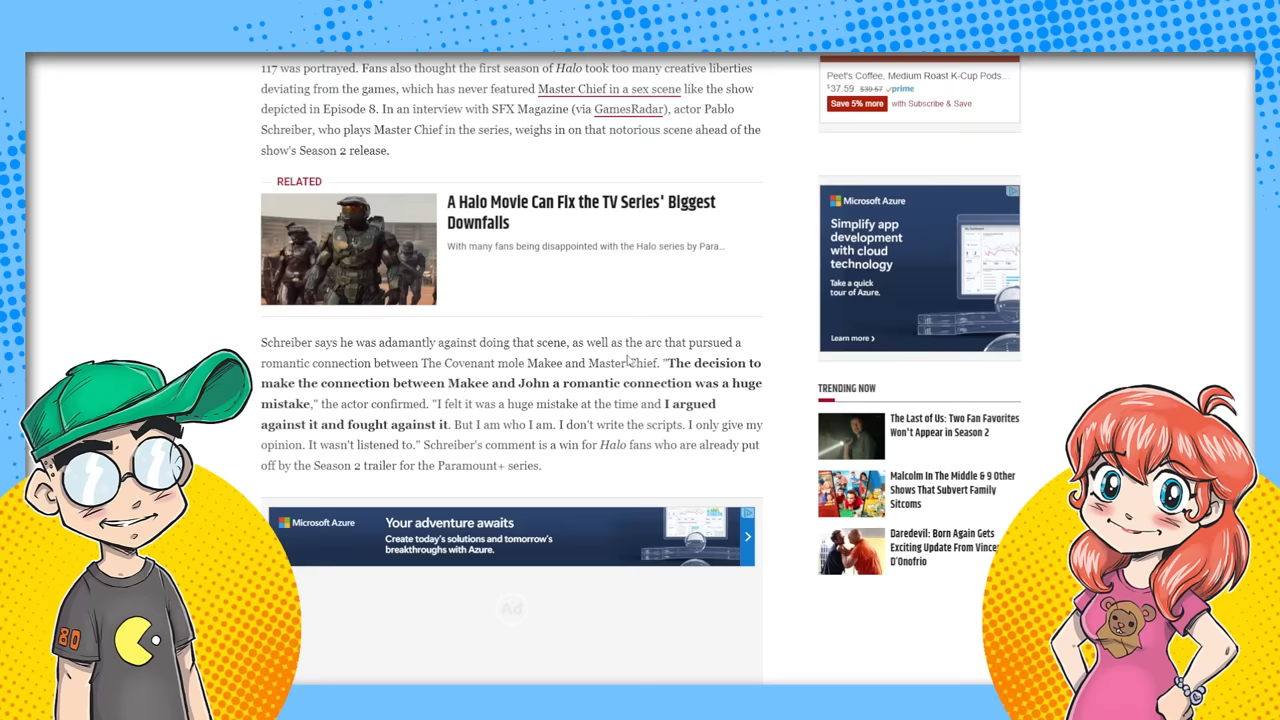 117 was portrayed. Fans also thought the first season of Halo took too many creative liberties
deviating from the games, which has never featured Master Chief in a sex scene like the show
depicted in Episode 8. In an interview with SFX Magazine (via GamesRadar), actor Pablo
Schreiber, who plays Master Chief in the series, weighs in on that notorious scene ahead of the
show's Season 2 release.
RELATED
A Halo Movie Can Fix the TV Series' Biggest
Downfalls
With many fans being disappointed with the Halo series by Para...
Schreiber says he was adamantly against doing that scene, as well as the arc that pursued a
romantic connection between The Covenant mole Makee and Master Chief. "The decision to
make the connection between Makee and John a romantic connection was a huge
mistake," the actor confirmed. "I felt it was a huge mistake at the time and I argued
against it and fought against it. But I am who I am. I don't write the scripts. I only give my
opinion. It wasn't listened to." Schreiber's comment is a win for Halo fans who are already put
off by the Season 2 trailer for the Paramount+ series.
Microsoft Azure
Your adventure awaits
Create today's solutions and tomorrow's
breakthroughs with Azure.
Ad
Peet's Coffee, Medium Roast K-Cup Pods...
$37.59 $39.57 prime
Save 5% more with Subscribe & Save
Microsoft Azure
Simplify app
development
with cloud
technology
Take a quick
tour of Azure.
Learn more >
TRENDING NOW
The Last of Us: Two Fan Favorites
Won't Appear in Season 2
Malcolm In The Middle & 9 Other
Shows That Subvert Family
Sitcoms
Daredevil: Born Again Gets
Exciting Update From Vince
D'Onofrio
80